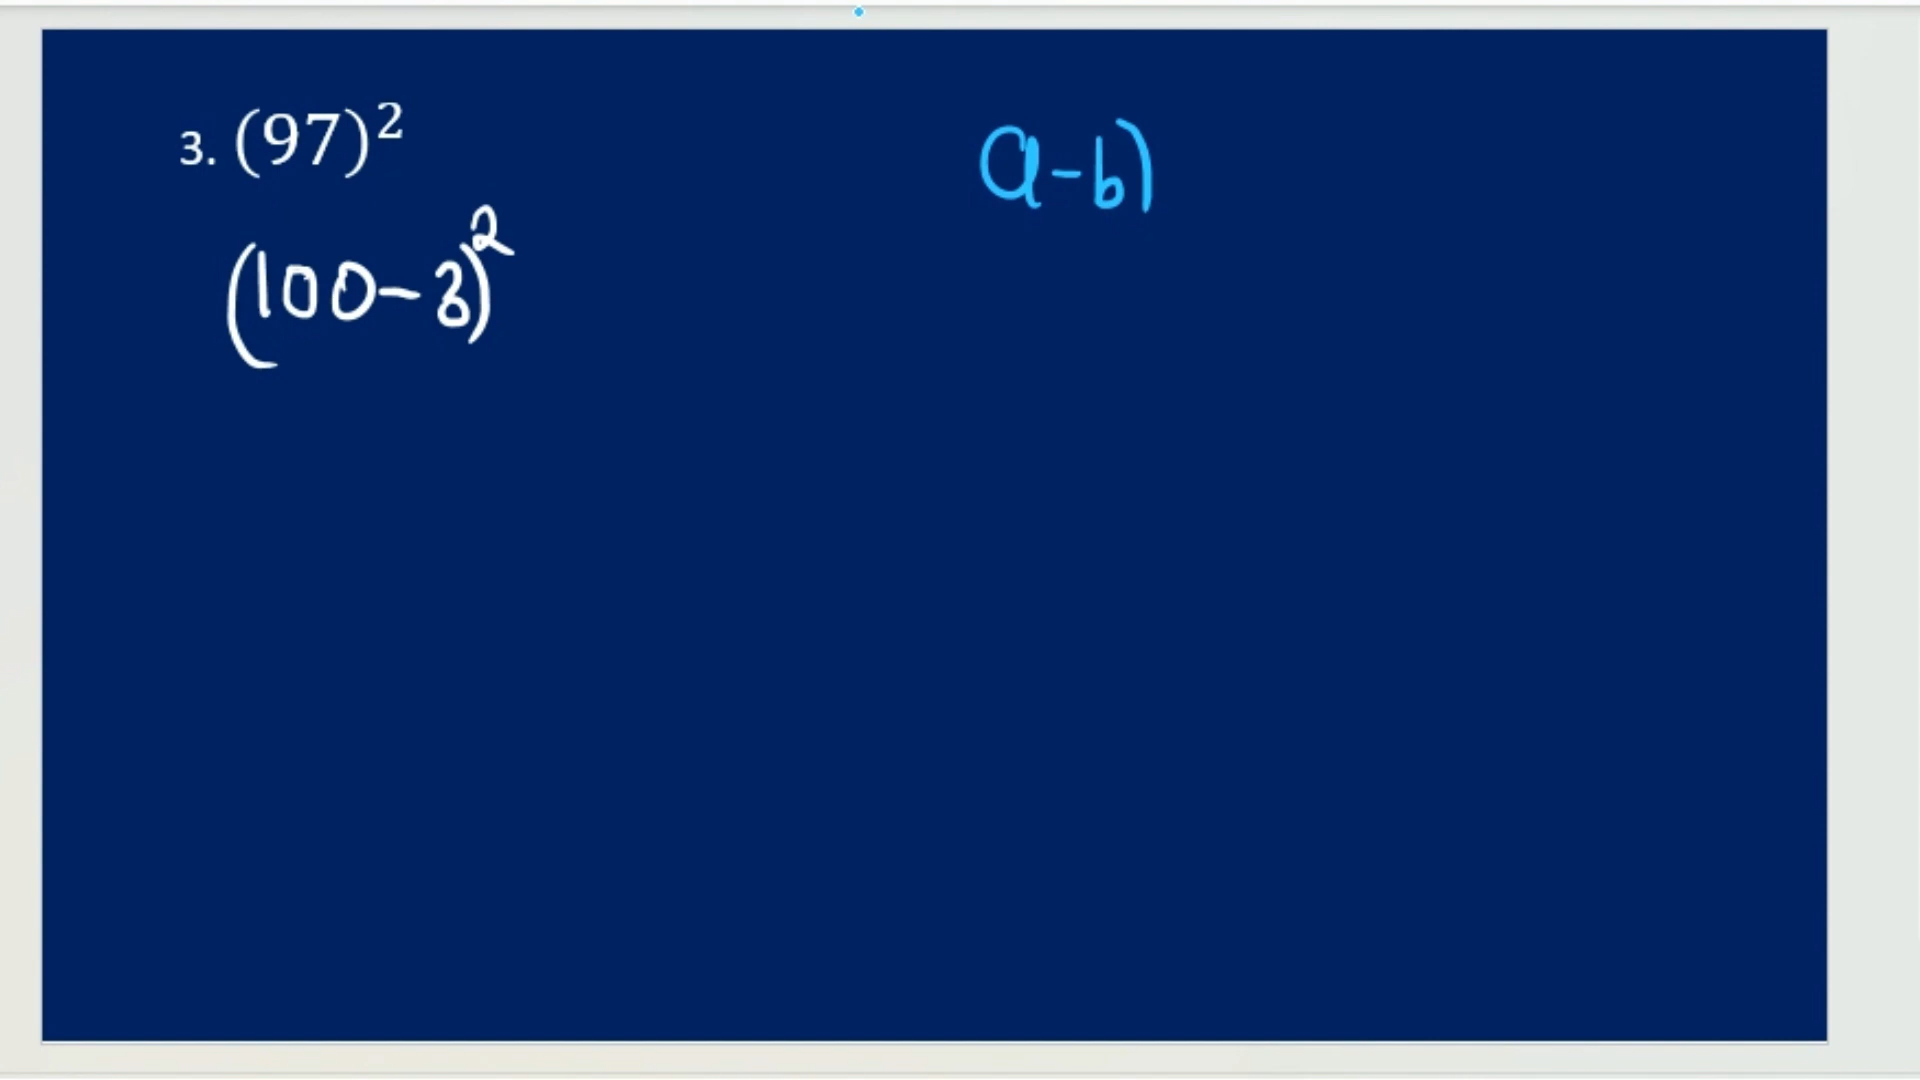 3. (97)²
(100-3)²
a-b)